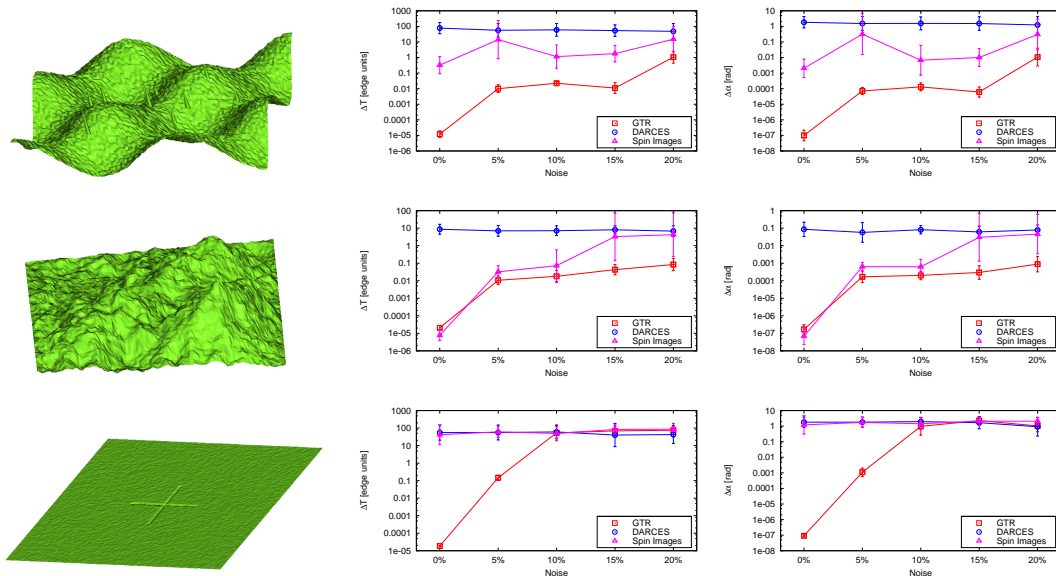 ΔT [edge units]
1000
100
10
1
0.1
0.01
0.001
0.0001
1e-05
1e-06
GTR
DARCES
Spin Images
0% 5% 10% 15% 20%
Noise
Δα [rad]
10
1
0.1
0.01
0.001
0.0001
1e-05
1e-06
1e-07
1e-08
GTR
DARCES
Spin Images
0% 5% 10% 15% 20%
Noise
ΔT [edge units]
100
10
1
0.1
0.01
0.001
0.0001
1e-05
1e-06
GTR
DARCES
Spin Images
0% 5% 10% 15% 20%
Noise
Δα [rad]
1
0.1
0.01
0.001
0.0001
1e-05
1e-06
1e-07
1e-08
GTR
DARCES
Spin Images
0% 5% 10% 15% 20%
Noise
ΔT [edge units]
1000
100
10
1
0.1
0.01
0.001
0.0001
1e-05
GTR
DARCES
Spin Images
0% 5% 10% 15% 20%
Noise
Δα [rad]
10
1
0.1
0.01
0.001
0.0001
1e-05
1e-06
1e-07
1e-08
GTR
DARCES
Spin Images
0% 5% 10% 15% 20%
Noise